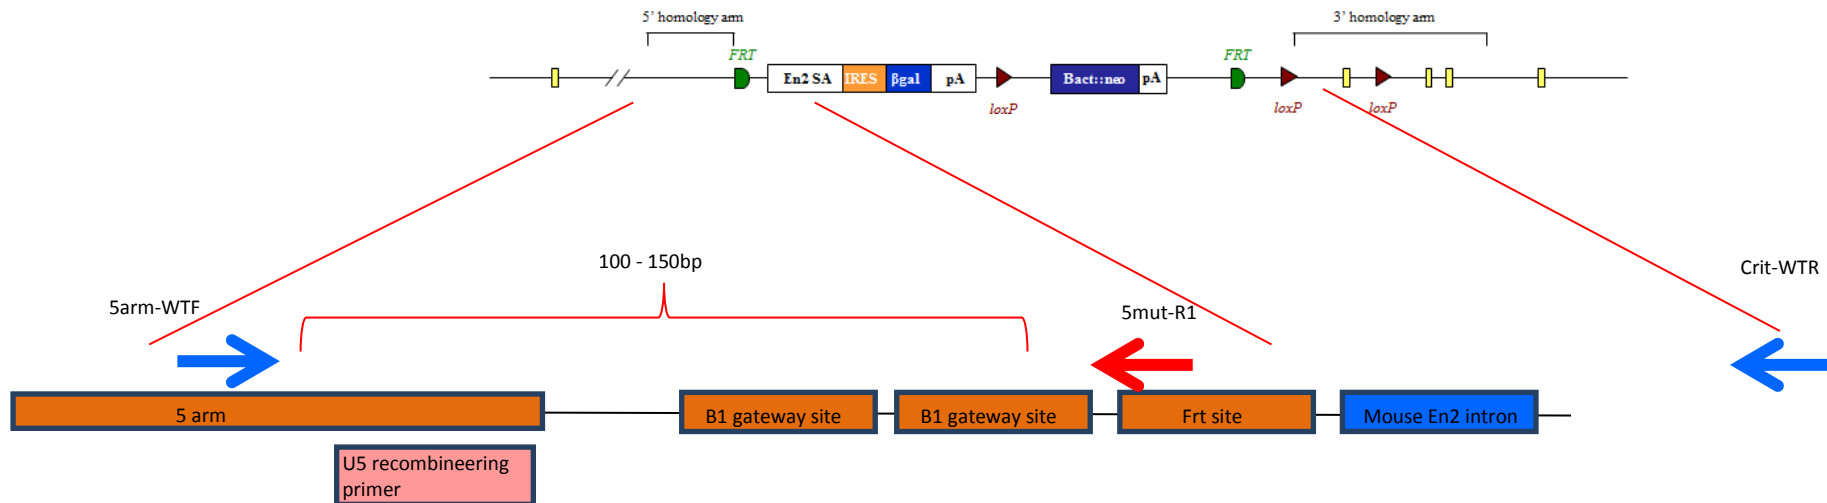 5' homology arm
3' homology arm
FRT
FRT
En2 SA
IRES
βgal
pA
Bact::neo
pA
loxP
loxP
loxP
100 - 150bp
Crit-WTR
5arm-WTF
5mut-R1
5 arm
B1 gateway site
B1 gateway site
Frt site
Mouse En2 intron
U5 recombineering
primer